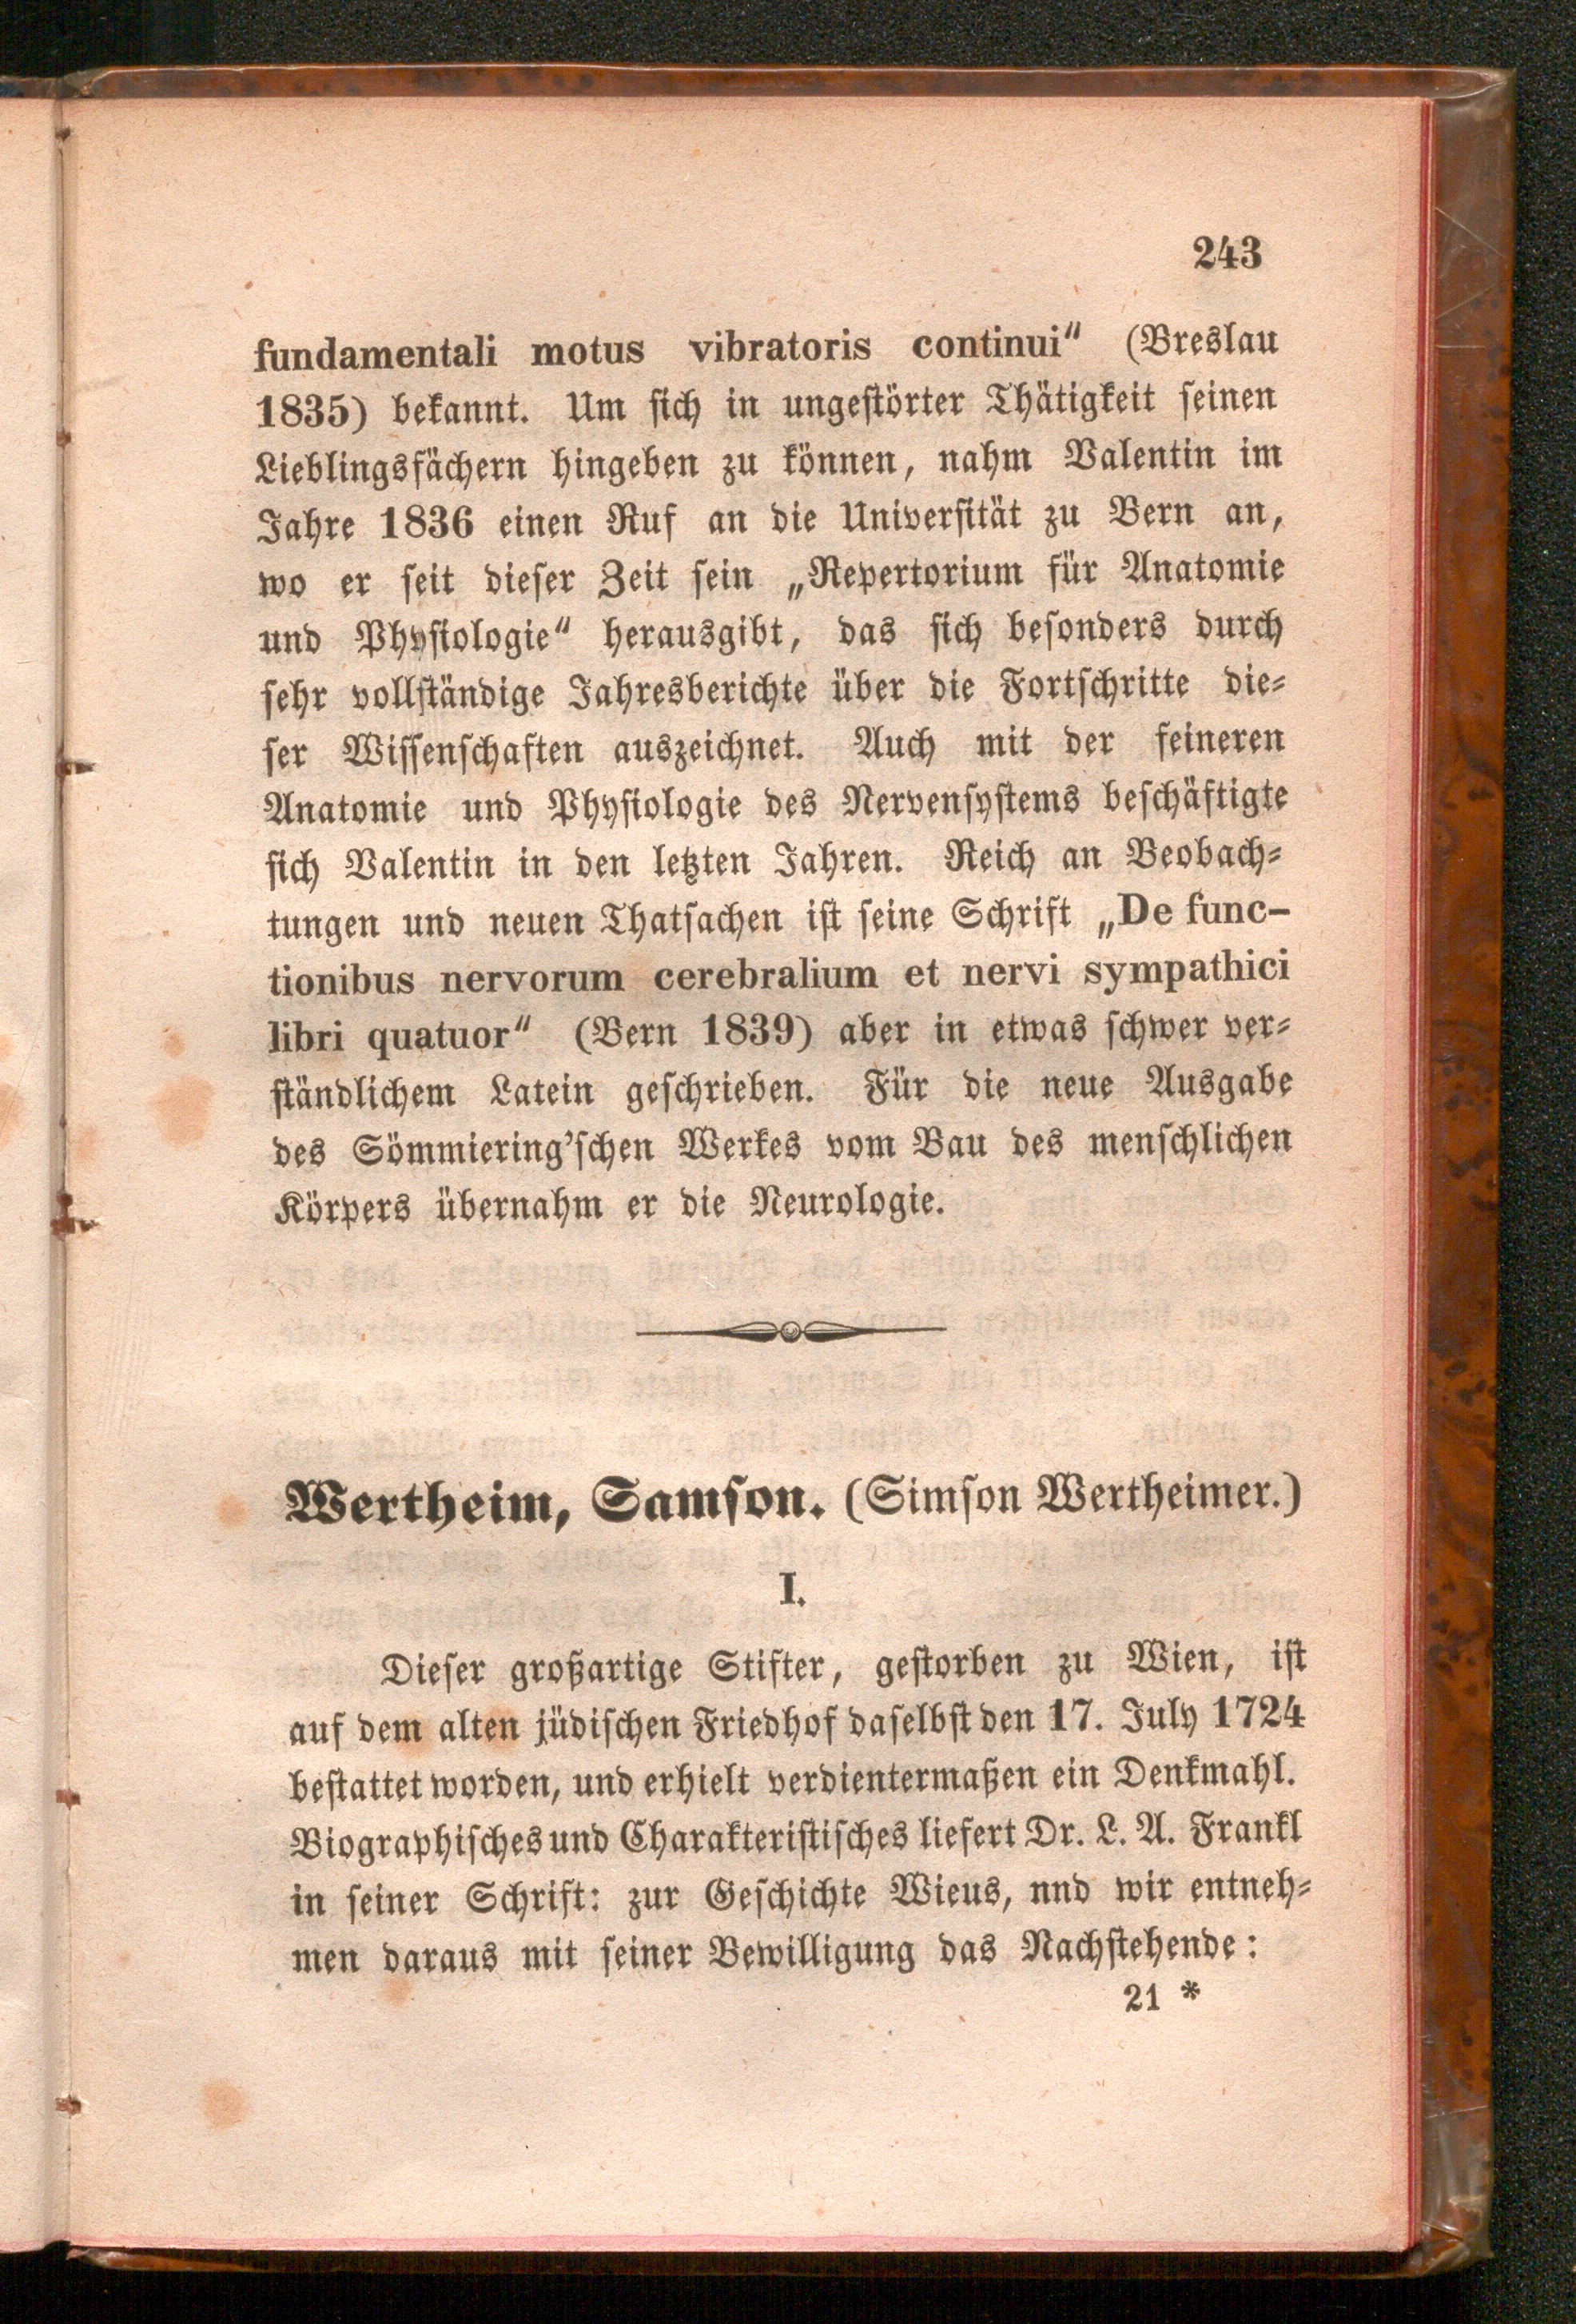 243
fundamentali motus vibratoris continui“ (Breslau
1835) bekannt. Um sich in ungestörter Thätigkeit seinen
Lieblingsfächern hingeben zu können, nahm Valentin im
Jahre 1836 einen Ruf an die Universität zu Bern an,
wo er seit dieser Zeit sein „Repertorium für Anatomie
und Physiologie“ herausgibt, das sich besonders durch
sehr vollständige Jahresberichte über die Fortschritte die-
ser Wissenschaften auszeichnet. Auch mit der feineren
Anatomie und Physiologie des Nervensystems beschäftigte
sich Valentin in den letzten Jahren. Reich an Beobach-
tungen und neuen Thatsachen ist seine Schrift „De func-
tionibus nervorum cerebralium et nervi sympathici
libri quatuor“ (Bern 1839) aber in etwas schwer ver-
ständlichem Latein geschrieben. Für die neue Ausgabe
des Sömmiering’schen Werkes vom Bau des menschlichen
Körpers übernahm er die Neurologie.
Wertheim, Samson. (Simson Wertheimer.)
I.
Dieser großartige Stifter, gestorben zu Wien, ist
auf dem alten jüdischen Friedhof daselbst den 17. July 1724
bestattet worden, und erhielt verdientermaßen ein Denkmahl.
Biographisches und Charakteristisches liefert Dr. L. A. Frankl
in seiner Schrift: zur Geschichte Wieus, nnd wir entneh-
men daraus mit seiner Bewilligung das Nachstehende:
21 *